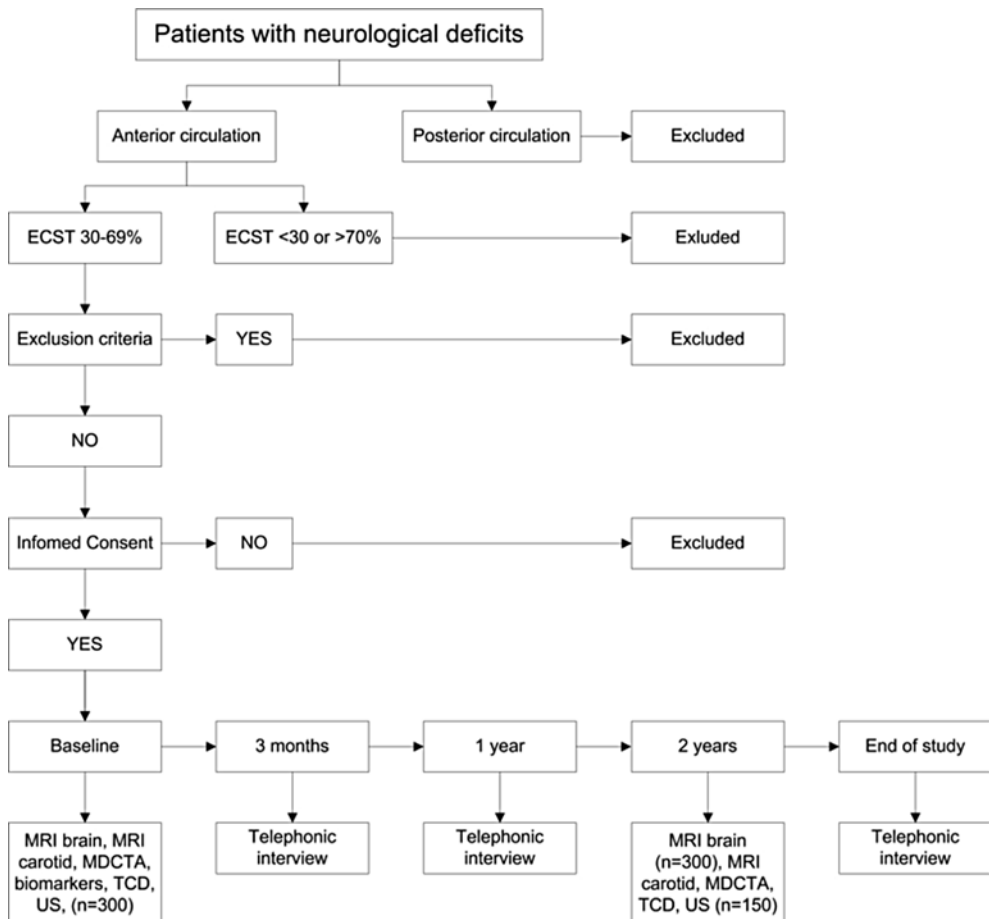 Patients with neurological deficits
Anterior circulation
Posterior circulation
Excluded
ECST 30-69%
ECST <30 or >70%
Exluded
Exclusion criteria
YES
Excluded
NO
Infomed Consent
NO
Excluded
YES
Baseline
3 months
1 year
2 years
End of study
MRI brain, MRI
carotid, MDCTA,
biomarkers, TCD,
US, (n=300)
Telephonic
interview
Telephonic
interview
MRI brain
(n=300), MRI
carotid, MDCTA,
TCD, US (n=150)
Telephonic
interview